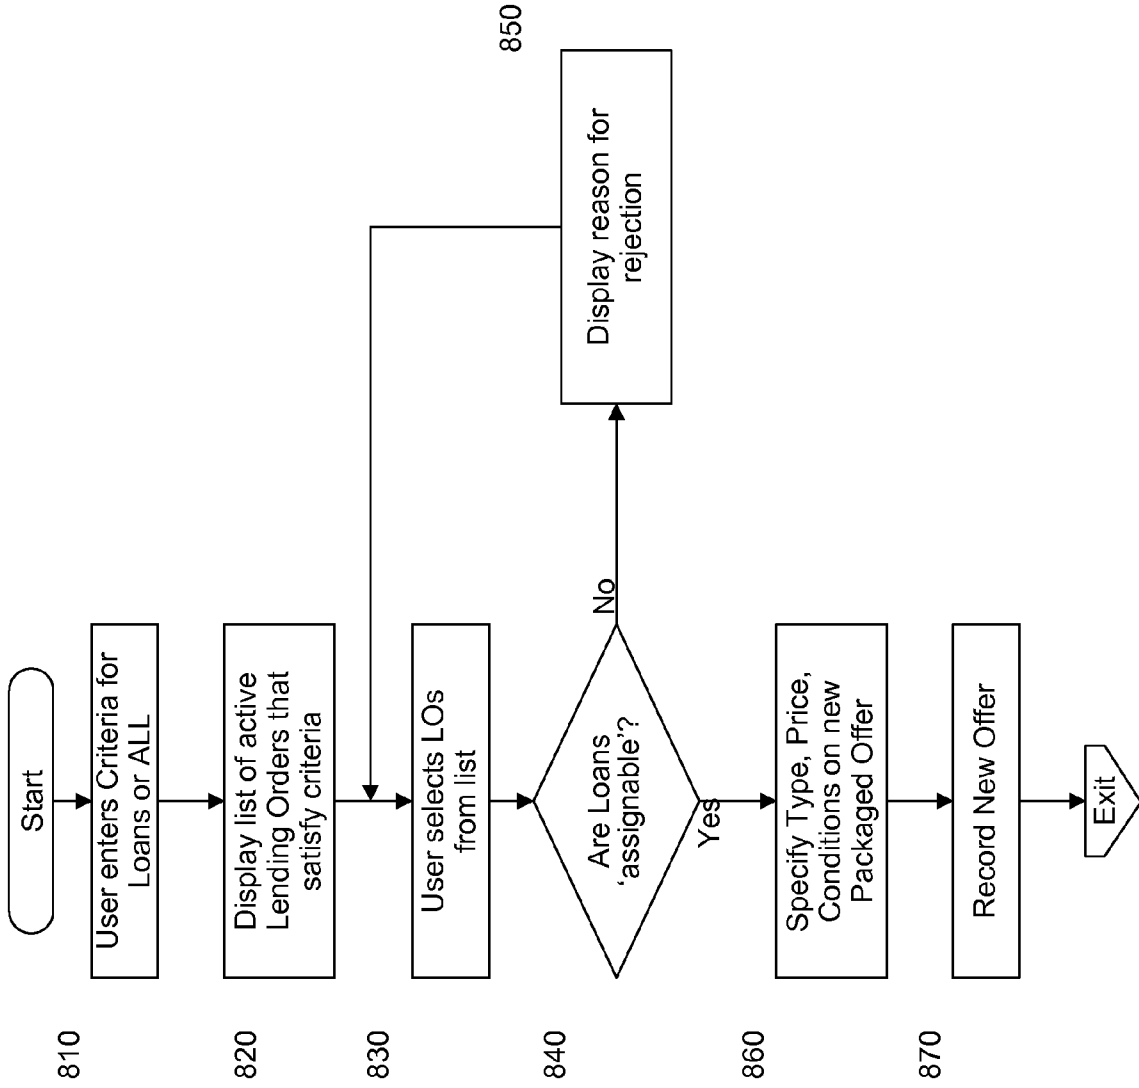 Start
810
User enters Criteria for
Loans or ALL
820
Display list of active
Lending Orders that
satisfy criteria
830
User selects LOs
from list
840
Are Loans
‘assignable’?
No
850
Display reason for
rejection
Yes
860
Specify Type, Price,
Conditions on new
Packaged Offer
870
Record New Offer
Exit